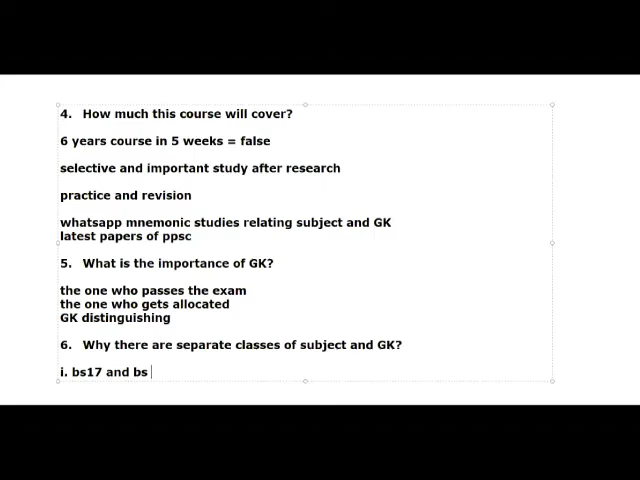 4. How much this course will cover?
6 years course in 5 weeks = false
selective and important study after research
practice and revision
whatsapp mnemonic studies relating subject and GK
latest papers of ppsc
5. What is the importance of GK?
the one who passes the exam
the one who gets allocated
GK distinguishing
6. Why there are separate classes of subject and GK?
i. bs17 and bs